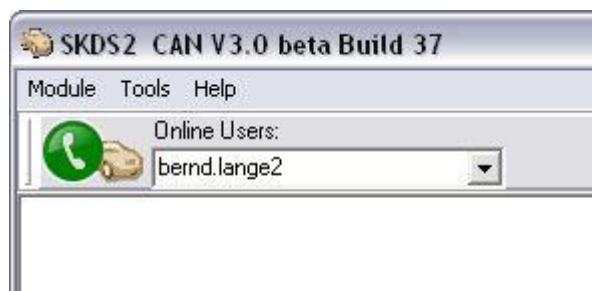 SKDS2 CAN V3.0 beta Build 37
Module Tools Help
Online Users:
bernd.lange2